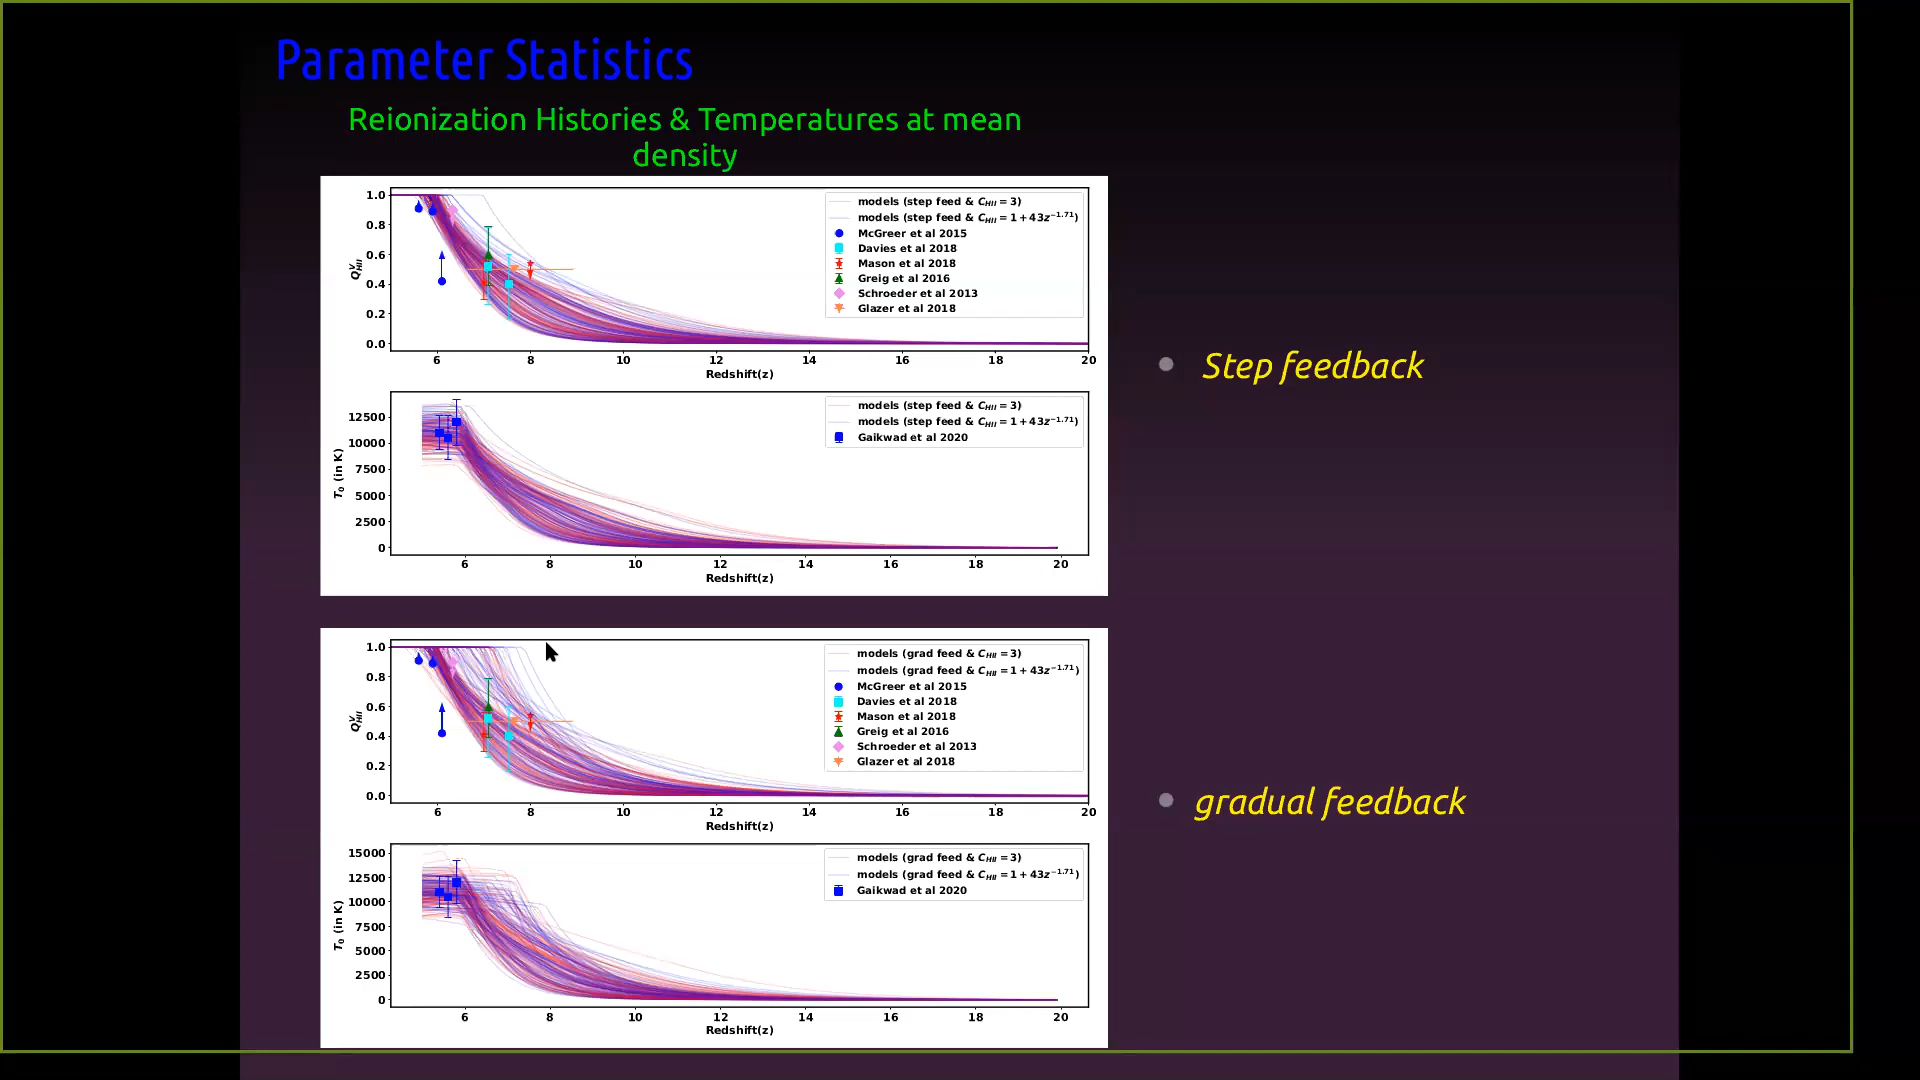 Parameter Statistics
Reionization Histories & Temperatures at mean
density
1.0
0.8
0.6
0.4
0.2
0.0
Q^V_HII
models (step feed & C_HII = 3)
models (step feed & C_HII = 1 + 43z^−1.71)
McGreer et al 2015
Davies et al 2018
Mason et al 2018
Greig et al 2016
Schroeder et al 2013
Glazer et al 2018
6 8 10 12 14 16 18 20
Redshift(z)
12500
10000
7500
5000
2500
0
T_0 (in K)
models (step feed & C_HII = 3)
models (step feed & C_HII = 1 + 43z^−1.71)
Gaikwad et al 2020
6 8 10 12 14 16 18 20
Redshift(z)
Step feedback
1.0
0.8
0.6
0.4
0.2
0.0
Q^V_HII
models (grad feed & C_HII = 3)
models (grad feed & C_HII = 1 + 43z^−1.71)
McGreer et al 2015
Davies et al 2018
Mason et al 2018
Greig et al 2016
Schroeder et al 2013
Glazer et al 2018
6 8 10 12 14 16 18 20
Redshift(z)
15000
12500
10000
7500
5000
2500
0
T_0 (in K)
models (grad feed & C_HII = 3)
models (grad feed & C_HII = 1 + 43z^−1.71)
Gaikwad et al 2020
6 8 10 12 14 16 18 20
Redshift(z)
gradual feedback